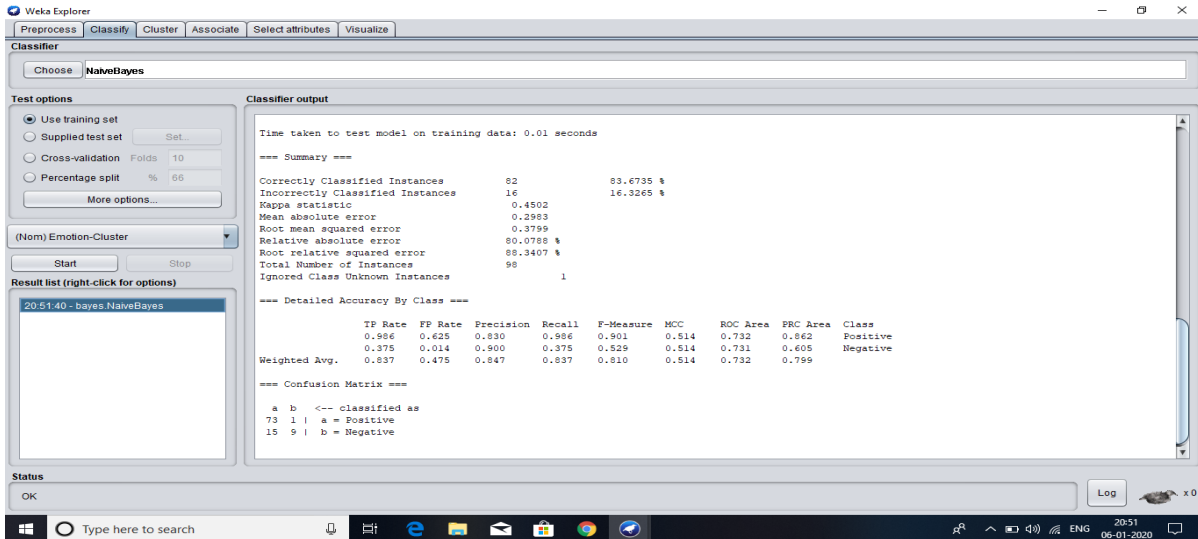 Weka Explorer
Preprocess Classify Cluster Associate Select attributes Visualize
Classifier
Choose NaiveBayes
Test options
Use training set
Supplied test set Set...
Cross-validation Folds 10
Percentage split % 66
More options...
(Nom) Emotion-Cluster
Start Stop
Result list (right-click for options)
20:51:40 - bayes.NaiveBayes
Classifier output
Time taken to test model on training data: 0.01 seconds
=== Summary ===
Correctly Classified Instances 82 83.6735 %
Incorrectly Classified Instances 16 16.3265 %
Kappa statistic 0.4502
Mean absolute error 0.2983
Root mean squared error 0.3799
Relative absolute error 80.0788 %
Root relative squared error 88.3407 %
Total Number of Instances 98
Ignored Class Unknown Instances 1
=== Detailed Accuracy By Class ===
TP Rate FP Rate Precision Recall F-Measure MCC ROC Area PRC Area Class
0.986 0.625 0.830 0.986 0.901 0.514 0.732 0.862 Positive
0.375 0.014 0.900 0.375 0.529 0.514 0.731 0.605 Negative
Weighted Avg. 0.837 0.475 0.847 0.837 0.810 0.514 0.732 0.799
=== Confusion Matrix ===
a b <-- classified as
73 1 | a = Positive
15 9 | b = Negative
Status
OK
Log x 0
Type here to search
ENG
20:51
06-01-2020